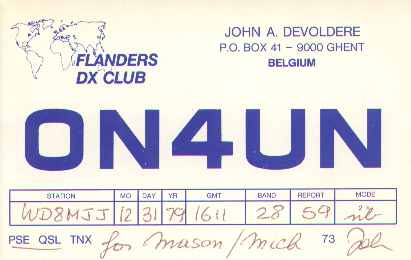 FLANDERS
DX CLUB
JOHN A. DEVOLDERE
P.O. BOX 41 – 9000 GHENT
BELGIUM
ON4UN
STATION MO DAY YR GMT BAND REPORT MODE
WD8MJJ 12 31 79 1611 28 59
PSE QSL TNX for Mason/Mich 73 John